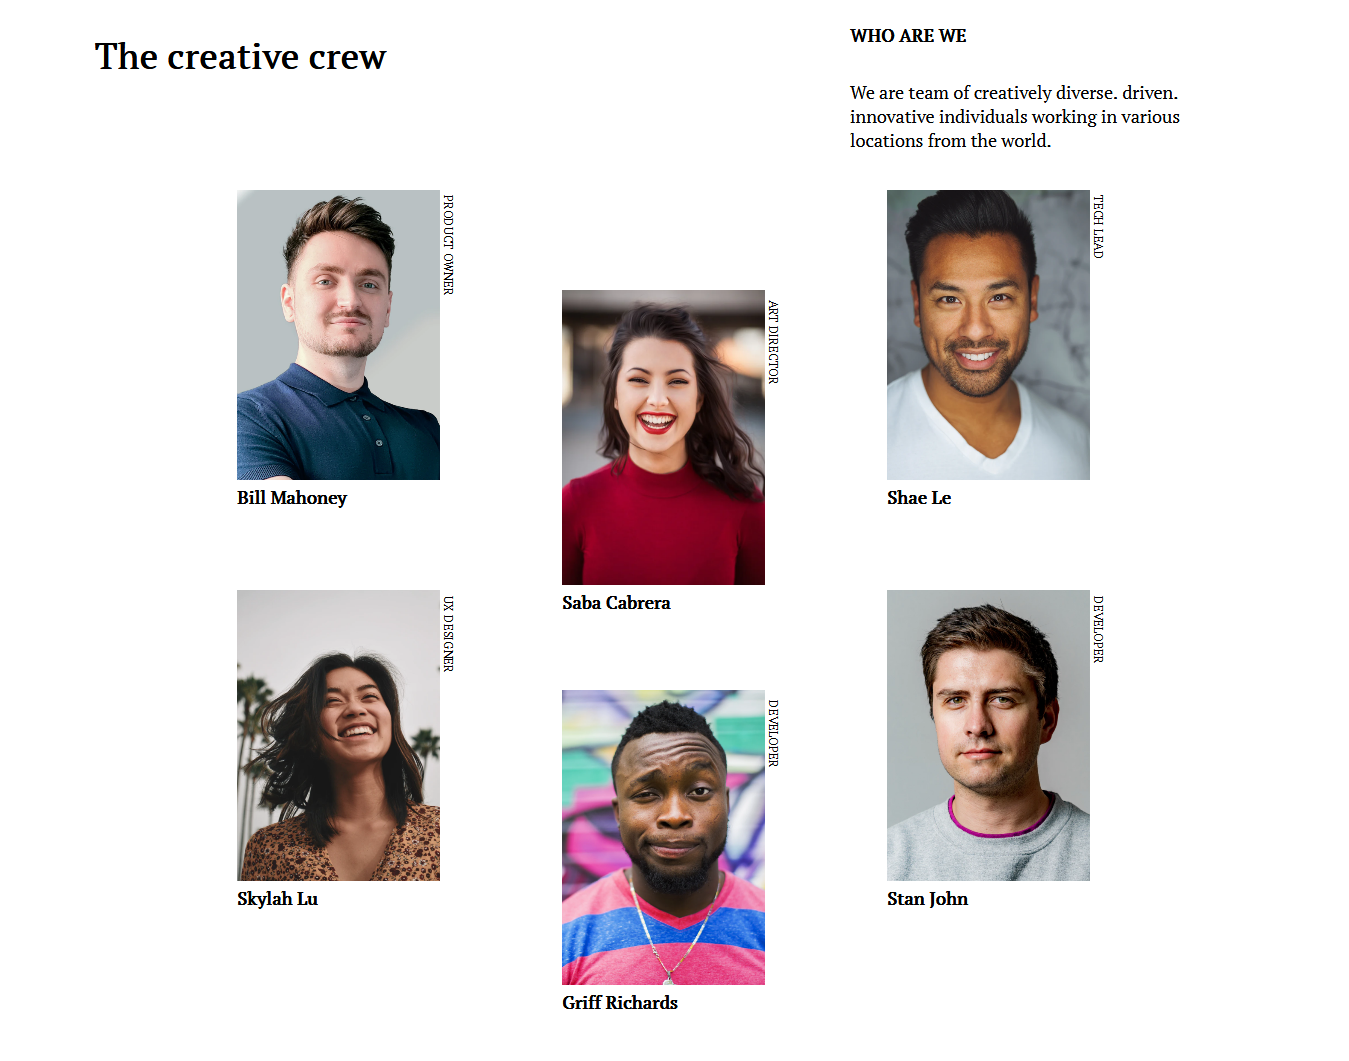 The creative crew
WHO ARE WE
We are team of creatively diverse. driven.
innovative individuals working in various
locations from the world.
PRODUCT OWNER
Bill Mahoney
ART DIRECTOR
Saba Cabrera
TECH LEAD
Shae Le
UX DESIGNER
Skylah Lu
DEVELOPER
Griff Richards
DEVELOPER
Stan John